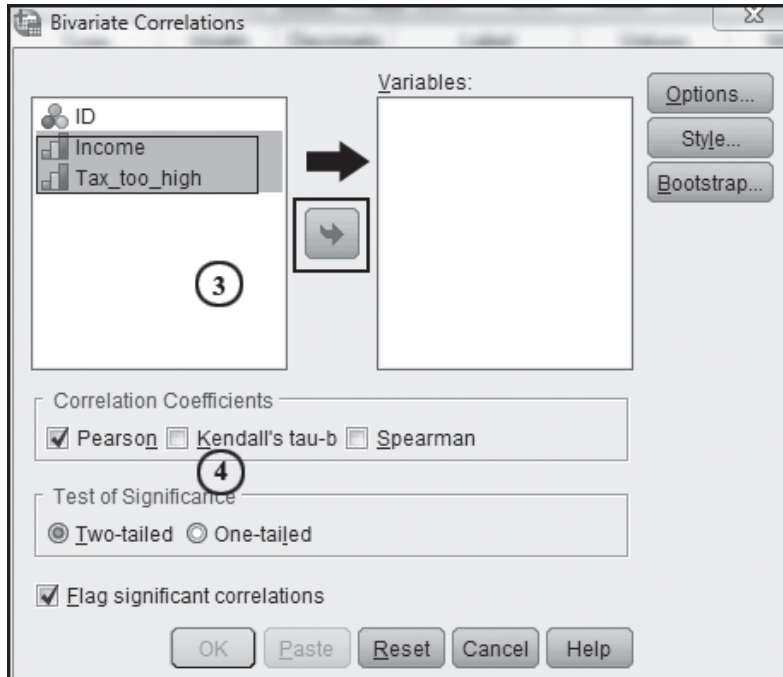 Bivariate Correlations
Variables:
ID
Income
Tax_too_high
3
Options...
Style...
Bootstrap...
Correlation Coefficients
Pearson Kendall's tau-b Spearman
4
Test of Significance
Two-tailed One-tailed
Flag significant correlations
OK Paste Reset Cancel Help